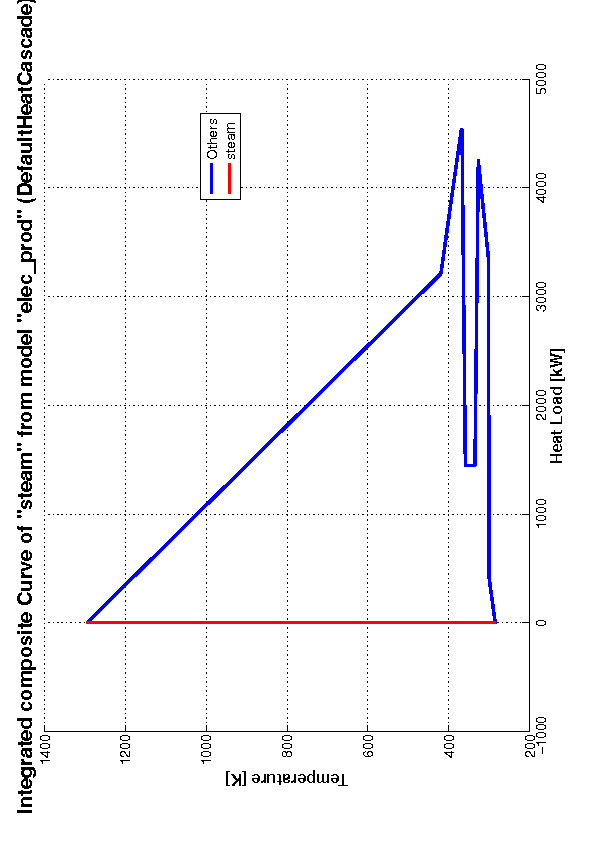 Integrated composite Curve of "steam" from model "elec_prod" (DefaultHeatCascade)
1400
1200
1000
800
600
400
200
Temperature [K]
-1000
0
1000
2000
3000
4000
5000
Heat Load [kW]
Others
steam